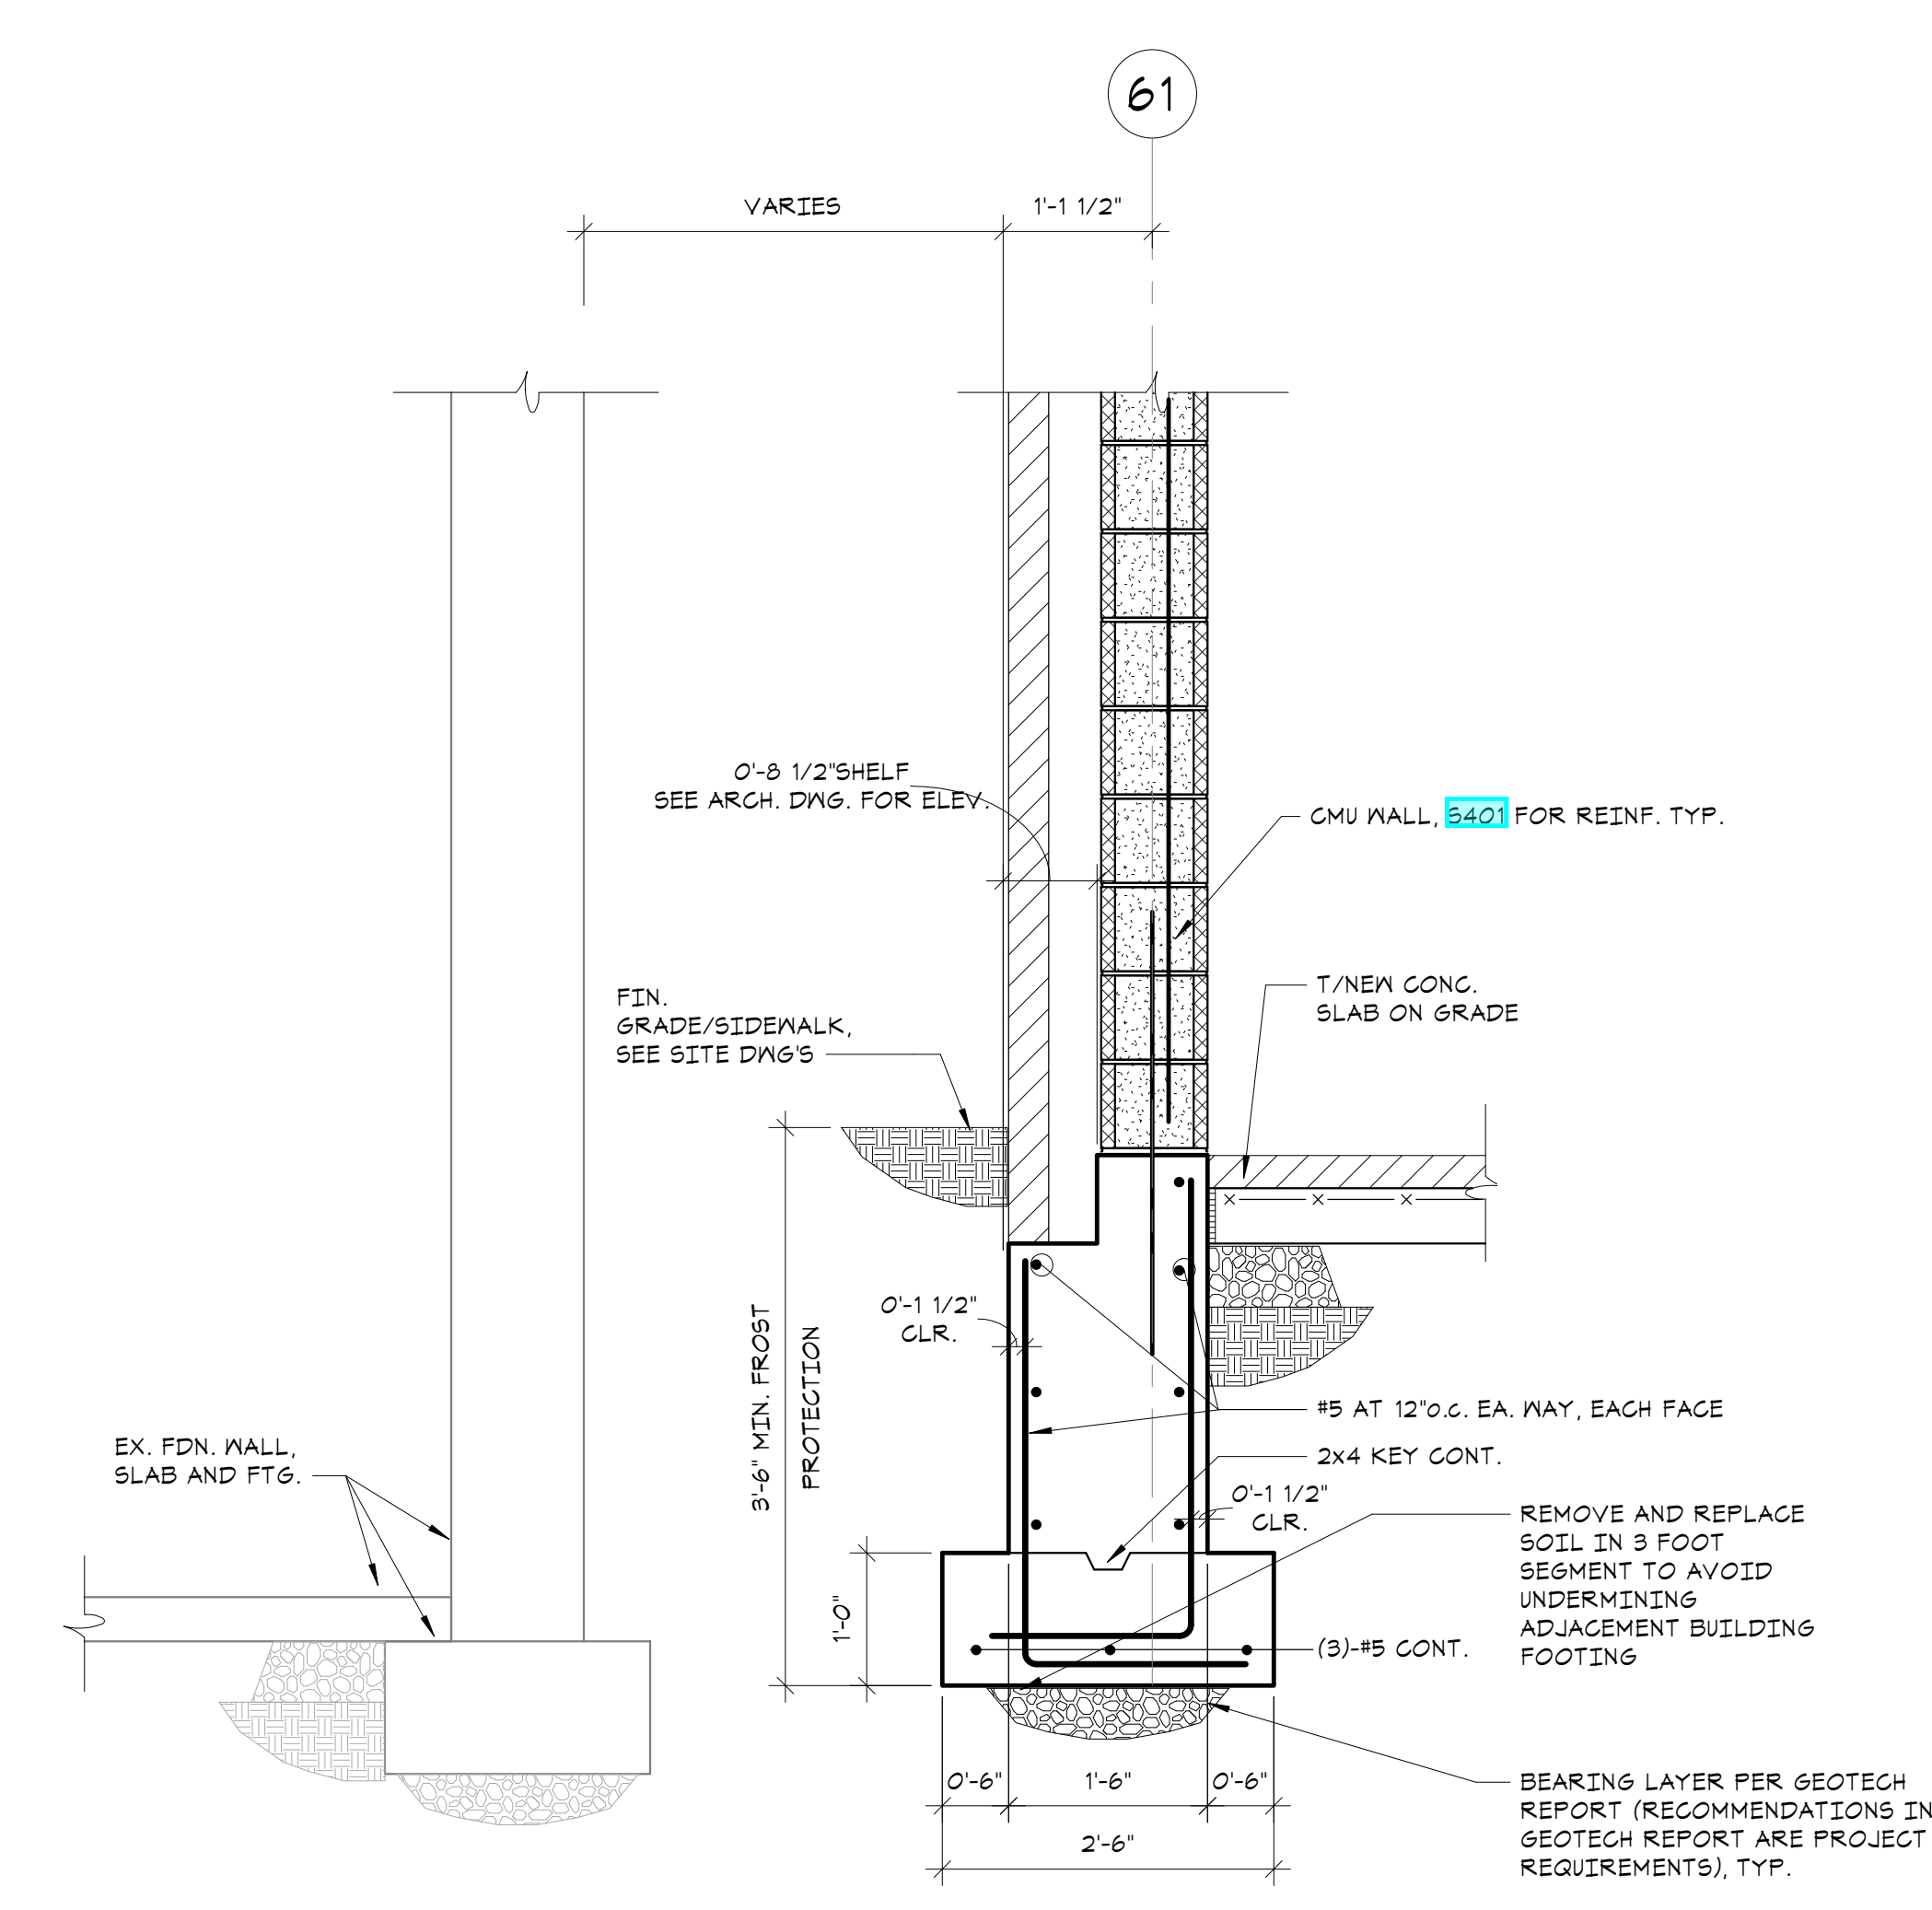 61
VARIES
1'-1 1/2"
0'-8 1/2"SHELF
SEE ARCH. DWG. FOR ELEV.
CMU WALL, S401 FOR REINF. TYP.
FIN.
GRADE/SIDEWALK,
SEE SITE DWG'S
T/NEW CONC.
SLAB ON GRADE
3'-6" MIN. FROST
PROTECTION
0'-1 1/2"
CLR.
#5 AT 12"o.c. EA. WAY, EACH FACE
2x4 KEY CONT.
EX. FDN. WALL,
SLAB AND FTG.
0'-1 1/2"
CLR.
REMOVE AND REPLACE
SOIL IN 3 FOOT
SEGMENT TO AVOID
UNDERMINING
ADJACEMENT BUILDING
FOOTING
1'-0"
(3)-#5 CONT.
0'-6"
1'-6"
0'-6"
2'-6"
BEARING LAYER PER GEOTECH
REPORT (RECOMMENDATIONS IN
GEOTECH REPORT ARE PROJECT
REQUIREMENTS), TYP.